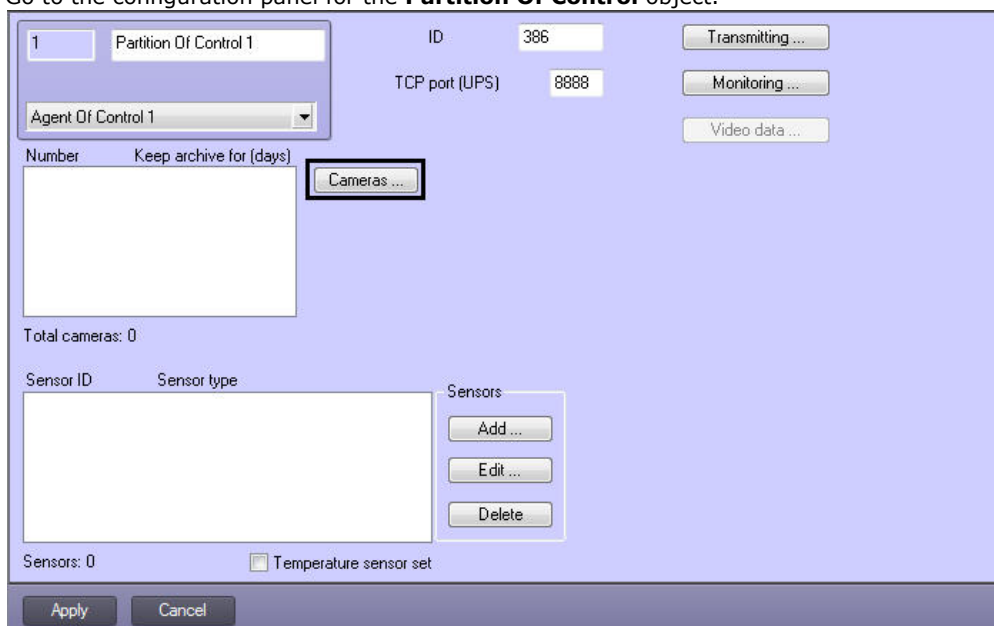 Go to the configuration panel for the Partition Of Control object.
1 Partition Of Control 1 ID 386 Transmitting ...
TCP port (UPS) 8888 Monitoring ...
Agent Of Control 1 Video data ...
Number Keep archive for (days)
Cameras ...
Total cameras: 0
Sensor ID Sensor type
Sensors
Add ...
Edit ...
Delete
Sensors: 0 Temperature sensor set
Apply Cancel